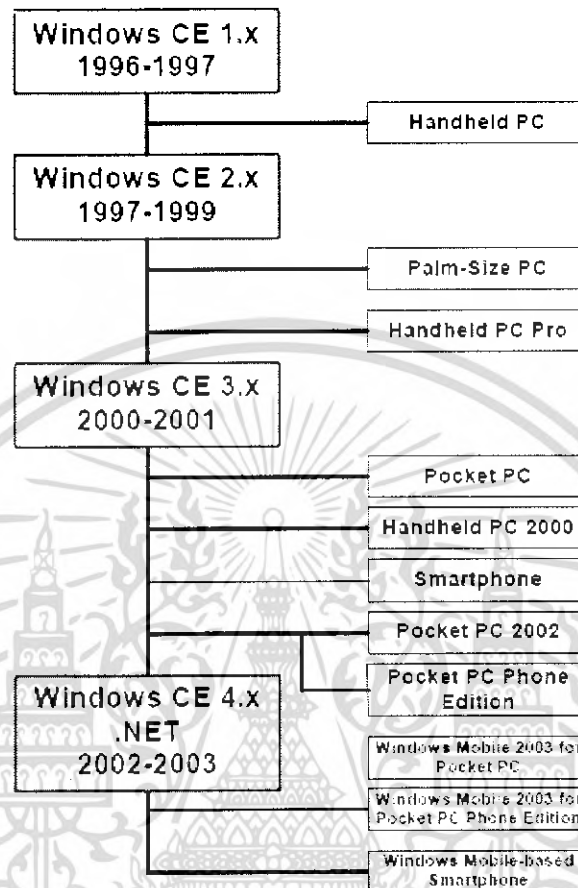 Windows CE 1.x
1996-1997
Handheld PC
Windows CE 2.x
1997-1999
Palm-Size PC
Handheld PC Pro
Windows CE 3.x
2000-2001
Pocket PC
Handheld PC 2000
Smartphone
Pocket PC 2002
Pocket PC Phone
Edition
Windows CE 4.x
.NET
2002-2003
Windows Mobile 2003 for
Pocket PC
Windows Mobile 2003 for
Pocket PC Phone Edition
Windows Mobile-based
Smartphone